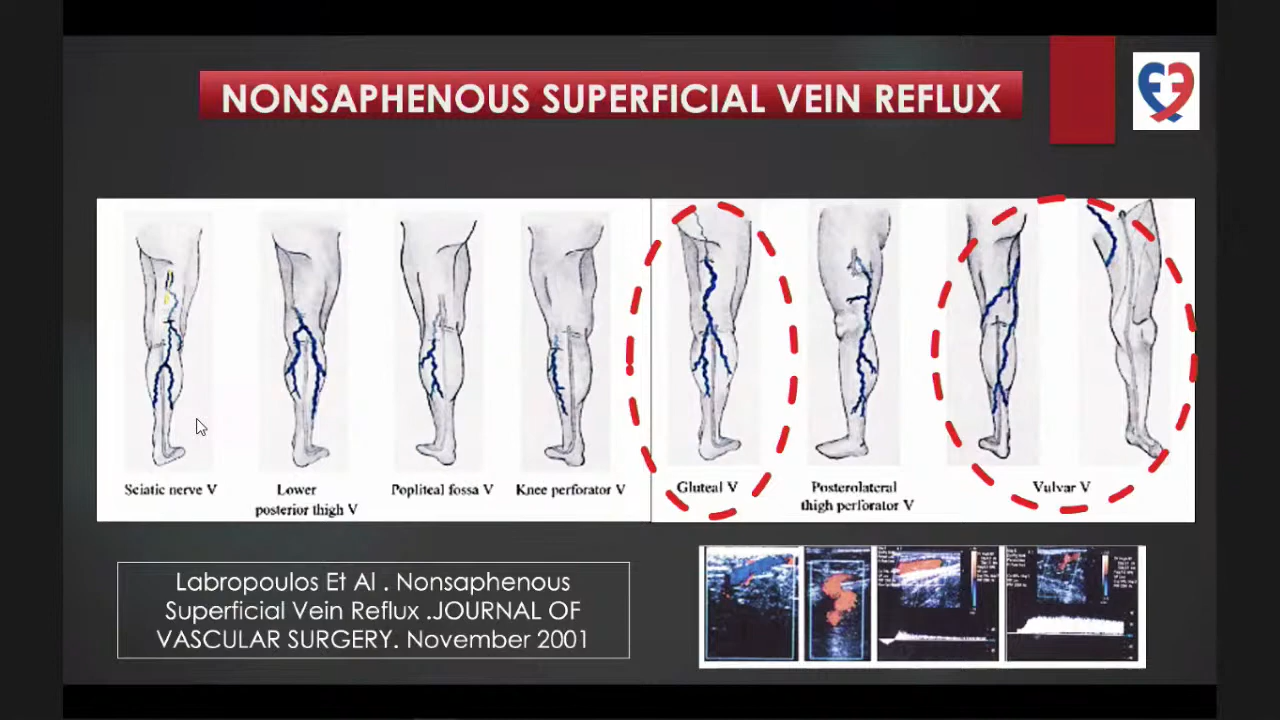 NONSAPHENOUS SUPERFICIAL VEIN REFLUX
Sciatic nerve V
Lower
posterior thigh V
Popliteal fossa V
Knee perforator V
Gluteal V
Posterolateral
thigh perforator V
Vulvar V
Labropoulos Et Al . Nonsaphenous
Superficial Vein Reflux .JOURNAL OF
VASCULAR SURGERY. November 2001